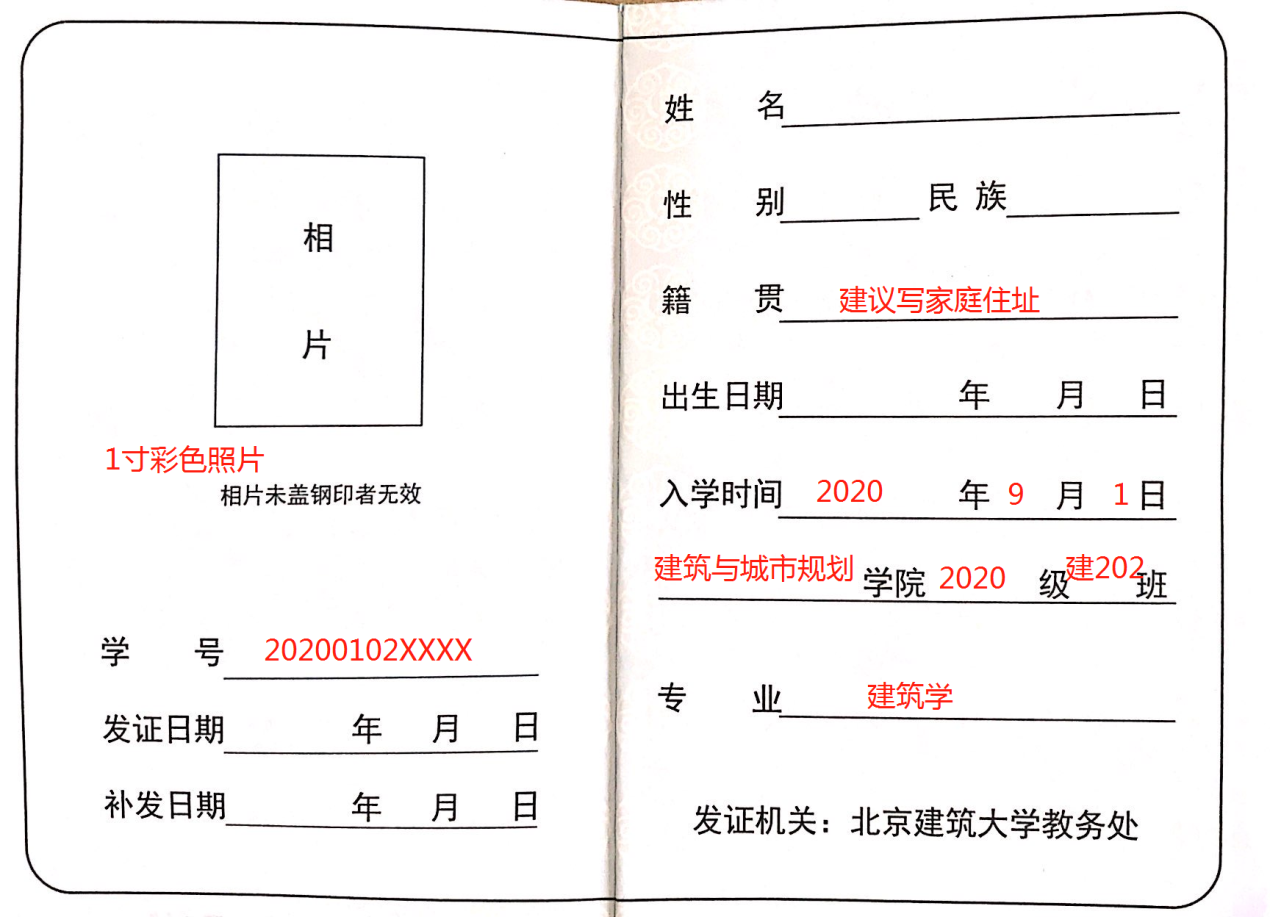 相
片
1寸彩色照片
相片未盖钢印者无效
学 号 20200102XXXX
发证日期 年 月 日
补发日期 年 月 日
姓 名
性 别 民 族
籍 贯 建议写家庭住址
出生日期 年 月 日
入学时间 2020 年 9 月 1 日
建筑与城市规划 学院 2020 级 建202 班
专 业 建筑学
发证机关：北京建筑大学教务处